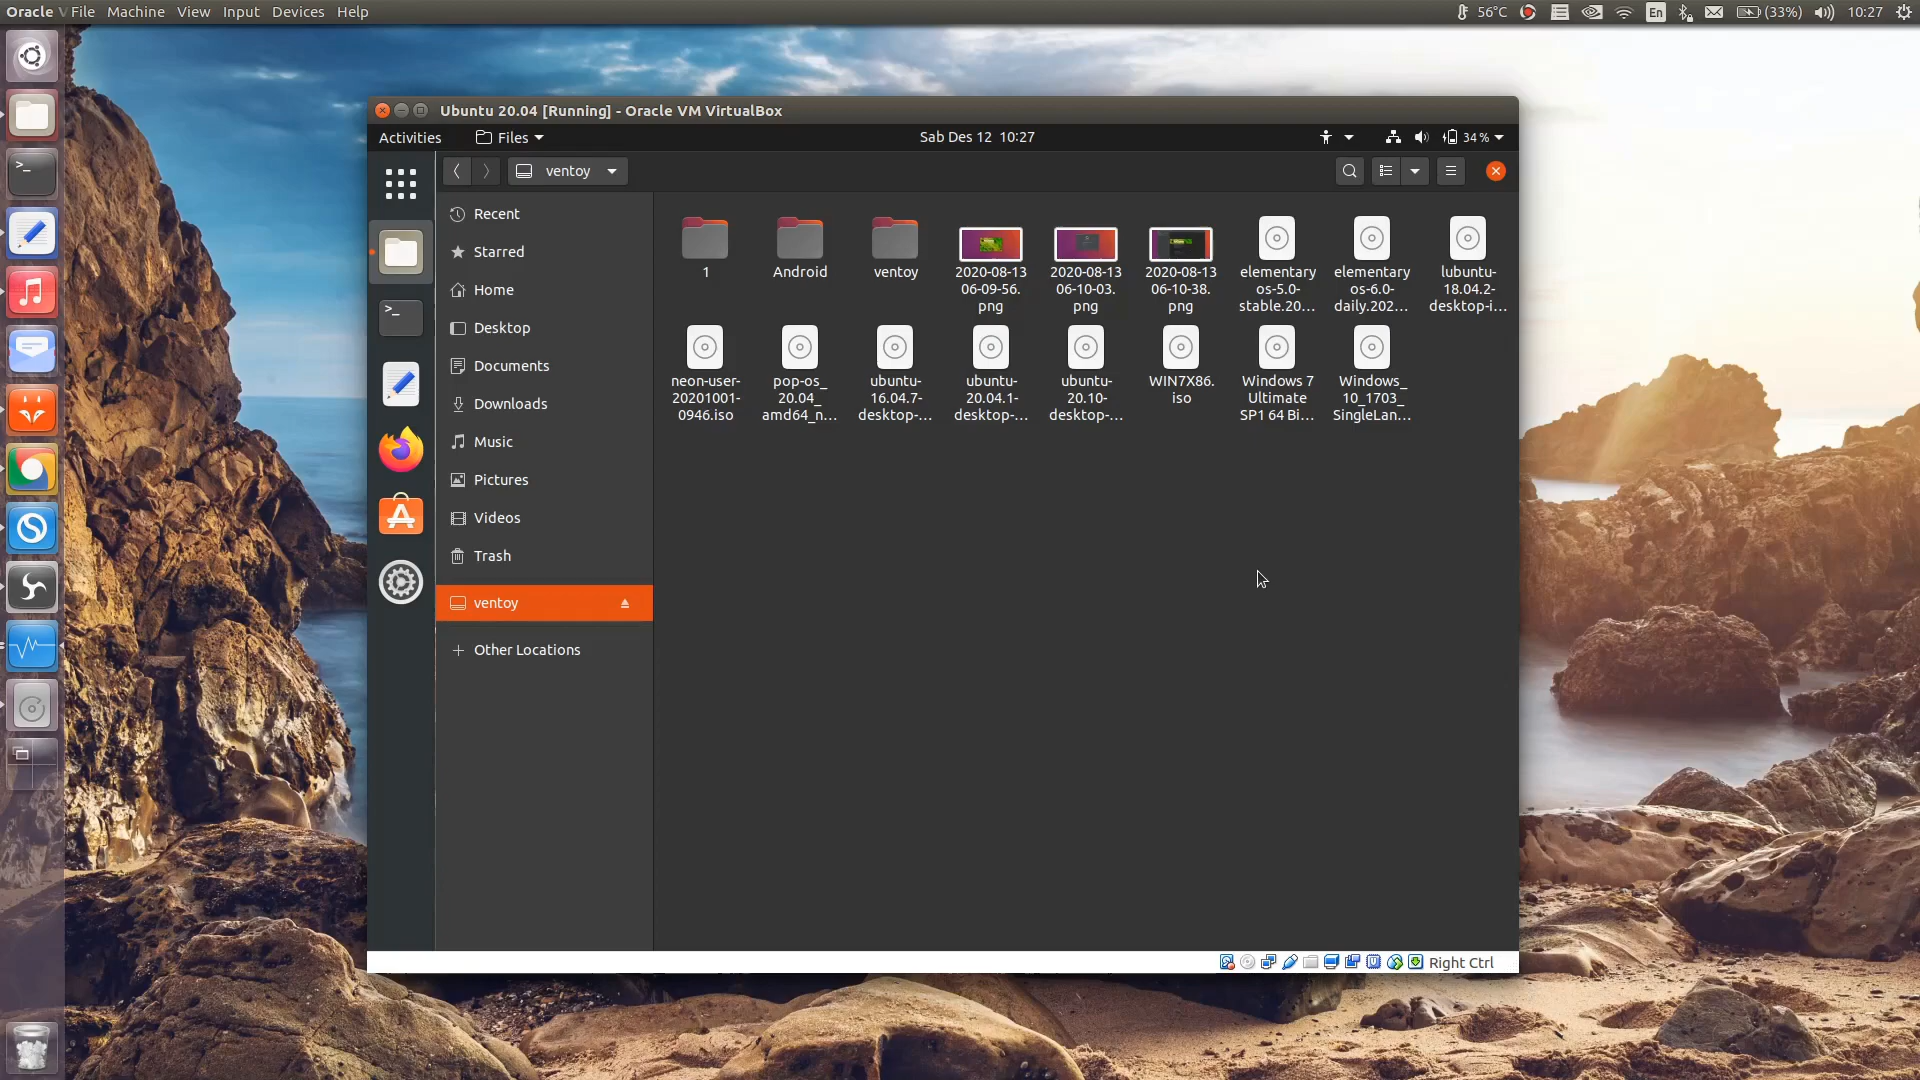 Oracle V File Machine View Input Devices Help
56°C En (33%) 10:27
Ubuntu 20.04 [Running] - Oracle VM VirtualBox
Activities Files Sab Des 12 10:27 34 %
ventoy
Recent
Starred
Home
Desktop
Documents
Downloads
Music
Pictures
Videos
Trash
ventoy
Other Locations
1
Android
ventoy
2020-08-13
06-09-56.
png
2020-08-13
06-10-03.
png
2020-08-13
06-10-38.
png
elementary
os-5.0-
stable.20...
elementary
os-6.0-
daily.202...
lubuntu-
18.04.2-
desktop-i...
neon-user-
20201001-
0946.iso
pop-os_
20.04_
amd64_n...
ubuntu-
16.04.7-
desktop-...
ubuntu-
20.04.1-
desktop-...
ubuntu-
20.10-
desktop-...
WIN7X86.
iso
Windows 7
Ultimate
SP1 64 Bi...
Windows_
10_1703_
SingleLan...
Right Ctrl